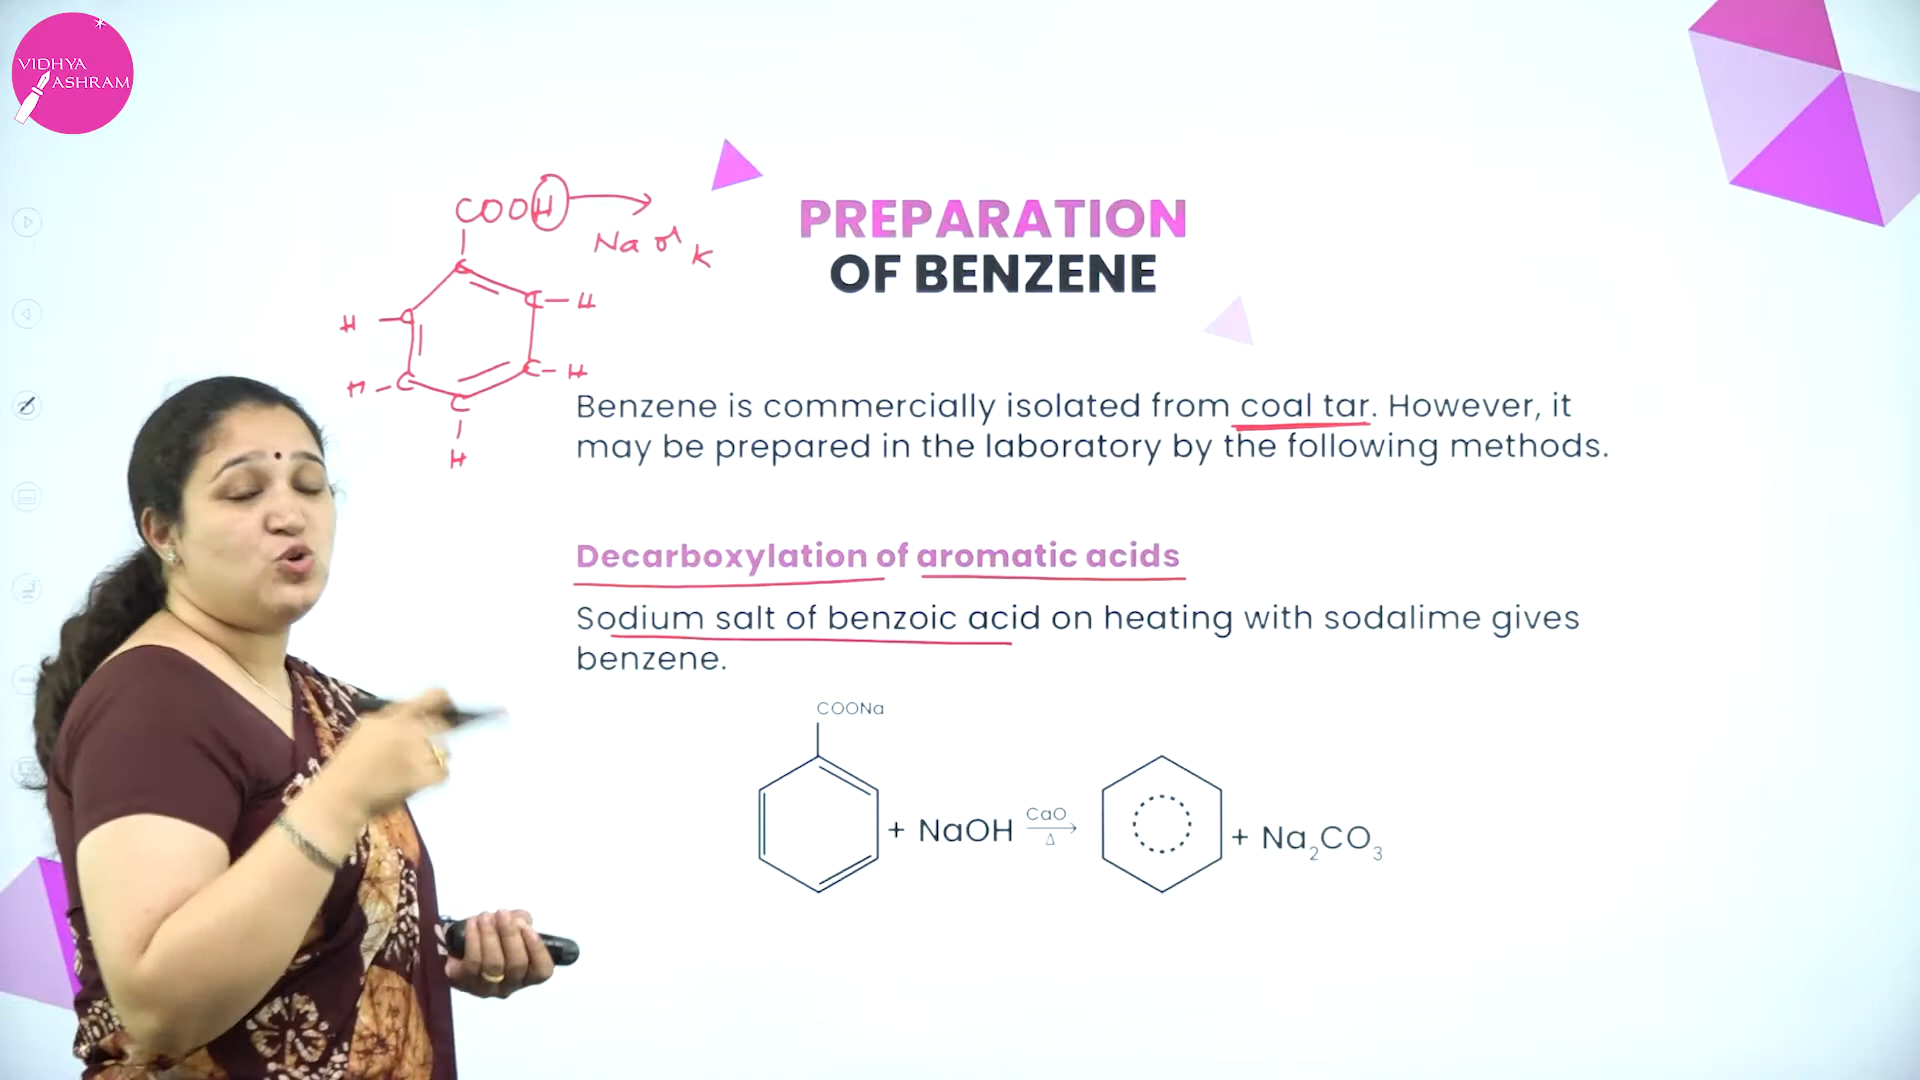 VIDHYA
ASHRAM
COOH
Na or K
C
C-H
H-C
C-H
H-C
C
H
PREPARATION
OF BENZENE
Benzene is commercially isolated from coal tar. However, it
may be prepared in the laboratory by the following methods.
Decarboxylation of aromatic acids
Sodium salt of benzoic acid on heating with sodalime gives
benzene.
COONa
+ NaOH CaO Δ + Na₂CO₃